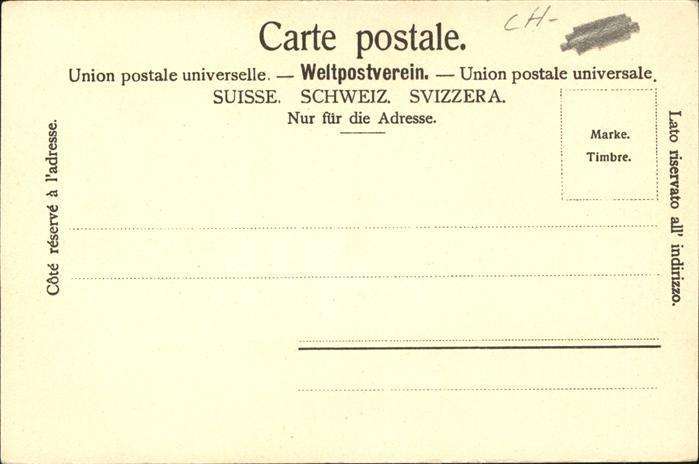 CH-
Carte postale.
Union postale universelle. — Weltpostverein. — Union postale universale.
SUISSE. SCHWEIZ. SVIZZERA.
Nur für die Adresse.
Marke.
Timbre.
Côté réservé à l'adresse.
Lato riservato all' indirizzo.